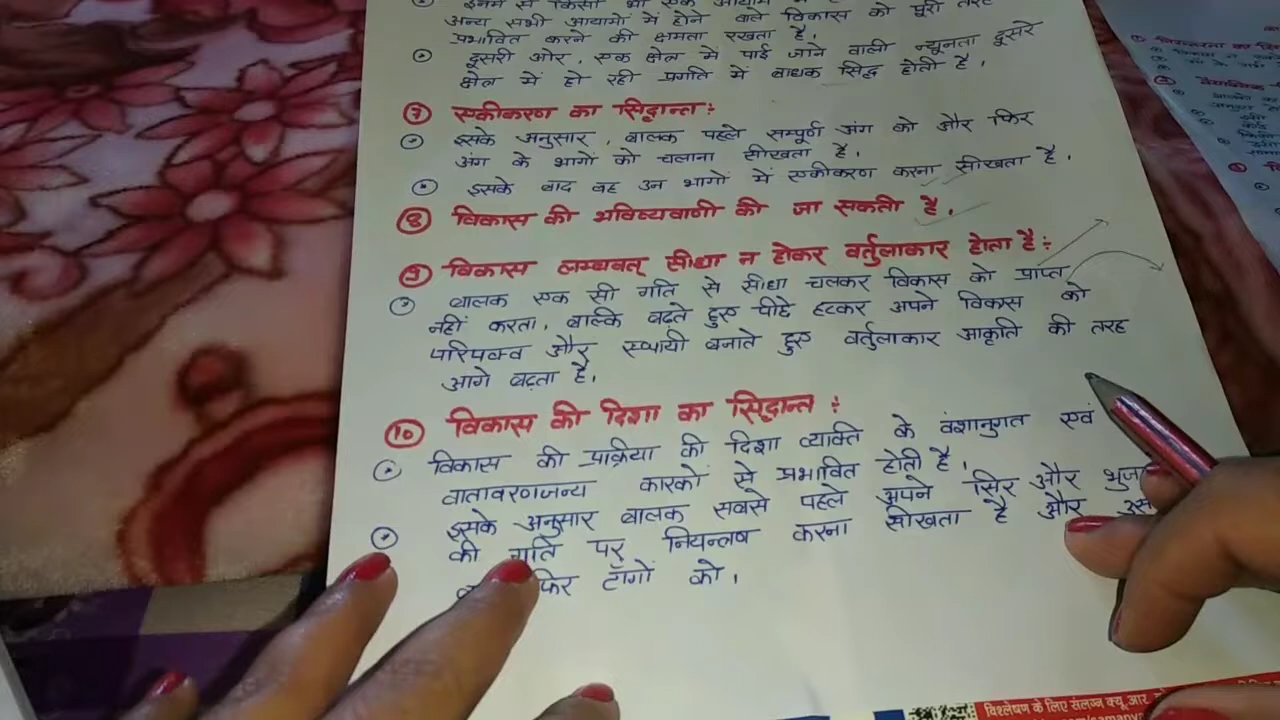 अन्य सभी आयामों में होने वाले विकास को पूरी तरह
प्रभावित करने की क्षमता रखता है.
दूसरी ओर, एक क्षेत्र में पाई जाने वाली न्यूनता दूसरे
क्षेत्र में हो रही प्रगति में बाधक सिद्ध होती है.
7 एकीकरण का सिद्धान्त:
इसके अनुसार, बालक पहले सम्पूर्ण अंग को और फिर
अंग के भागों को चलाना सीखता है.
इसके बाद वह उन भागों में एकीकरण करना सीखता है.
8 विकास की भविष्यवाणी की जा सकती है.
9 विकास लम्बवत् सीधा न होकर वर्तुलाकार होता है:-
बालक एक सी गति से सीधा चलकर विकास को प्राप्त
नहीं करता, बल्कि बढ़ते हुए पीछे हटकर अपने विकास को
परिपक्व और स्थायी बनाते हुए वर्तुलाकार आकृति की तरह
आगे बढ़ता है.
10 विकास की दिशा का सिद्धान्त:
विकास की प्रक्रिया की दिशा व्यक्ति के वंशानुगत एवं
वातावरणजन्य कारकों से प्रभावित होती है.
इसके अनुसार बालक सबसे पहले अपने सिर और
की गति पर नियन्त्रण करना सीखता है और
फिर टाँगों को.
विश्लेषण के लिए संलग्न क्यू आर.